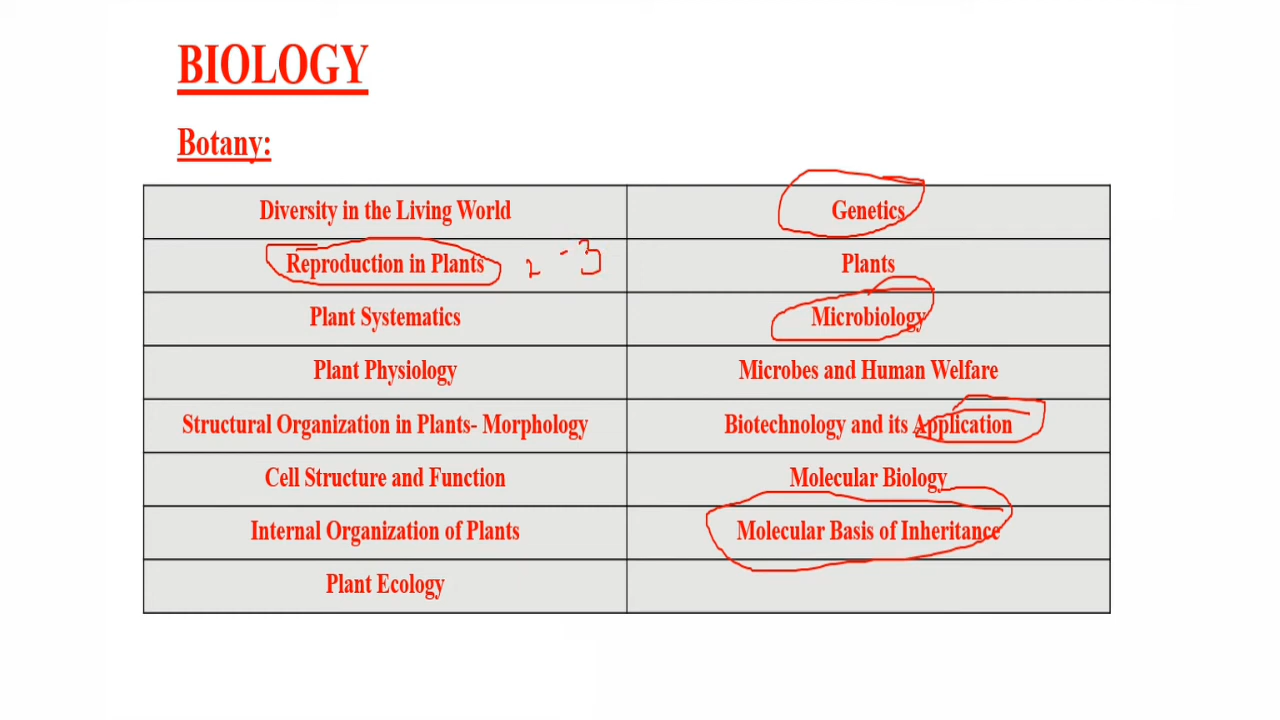 BIOLOGY
Botany:
Diversity in the Living World Genetics
Reproduction in Plants 2 - 3 Plants
Plant Systematics Microbiology
Plant Physiology Microbes and Human Welfare
Structural Organization in Plants- Morphology Biotechnology and its Application
Cell Structure and Function Molecular Biology
Internal Organization of Plants Molecular Basis of Inheritance
Plant Ecology